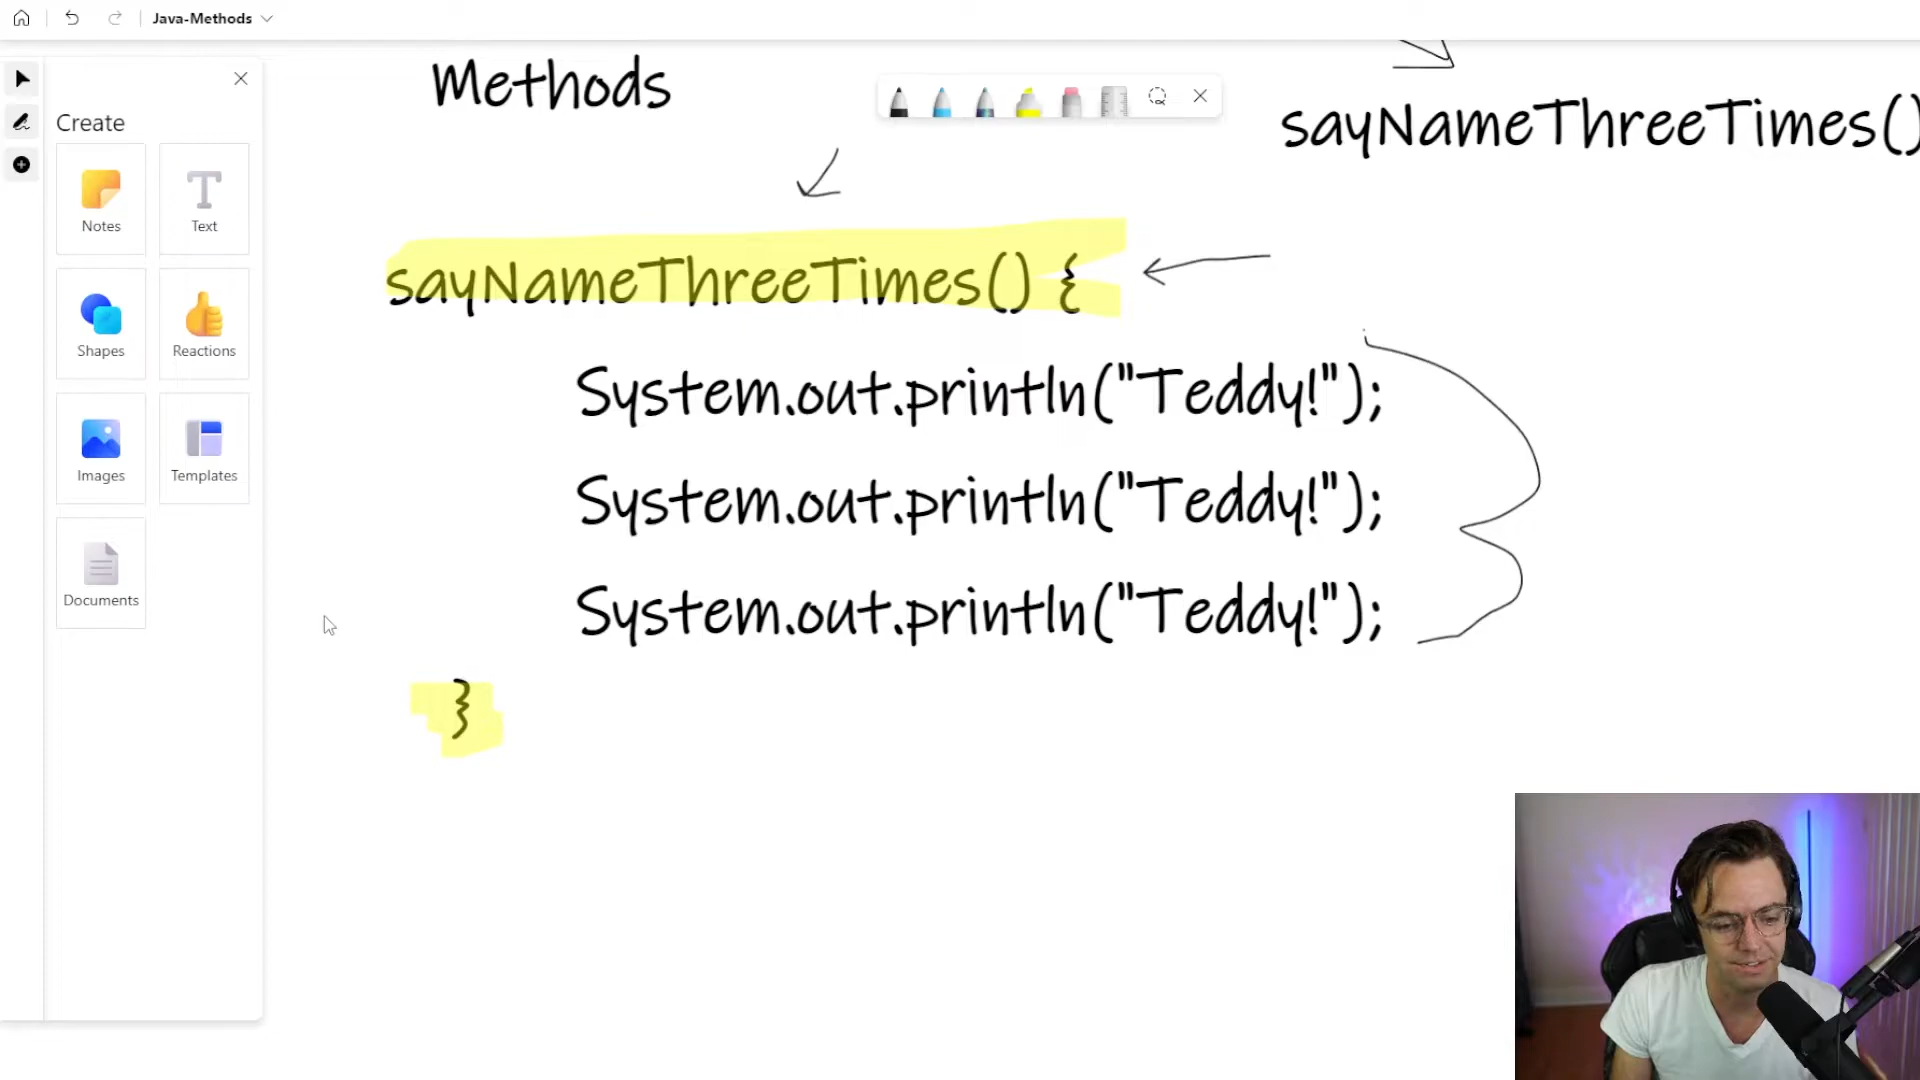 Java-Methods
Create
Notes
Text
Shapes
Reactions
Images
Templates
Documents
Methods
sayNameThreeTimes() {
System.out.println("Teddy!");
System.out.println("Teddy!");
System.out.println("Teddy!");
}
sayNameThreeTimes()